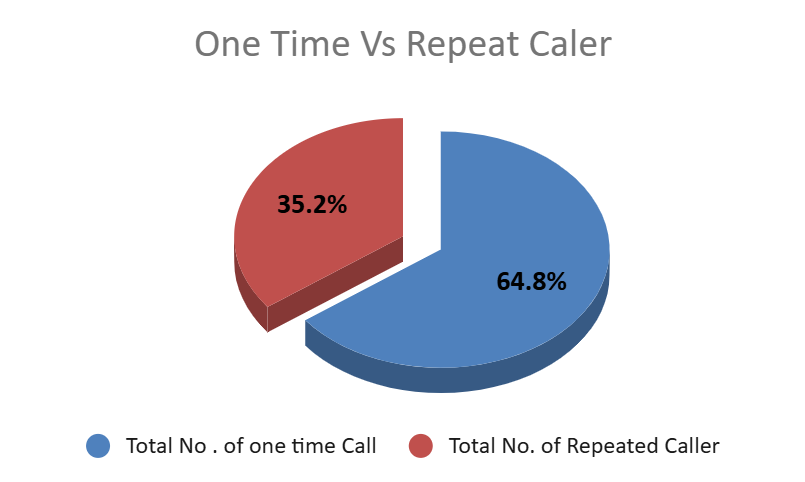 One Time Vs Repeat Caler
35.2%
64.8%
Total No . of one time Call
Total No. of Repeated Caller